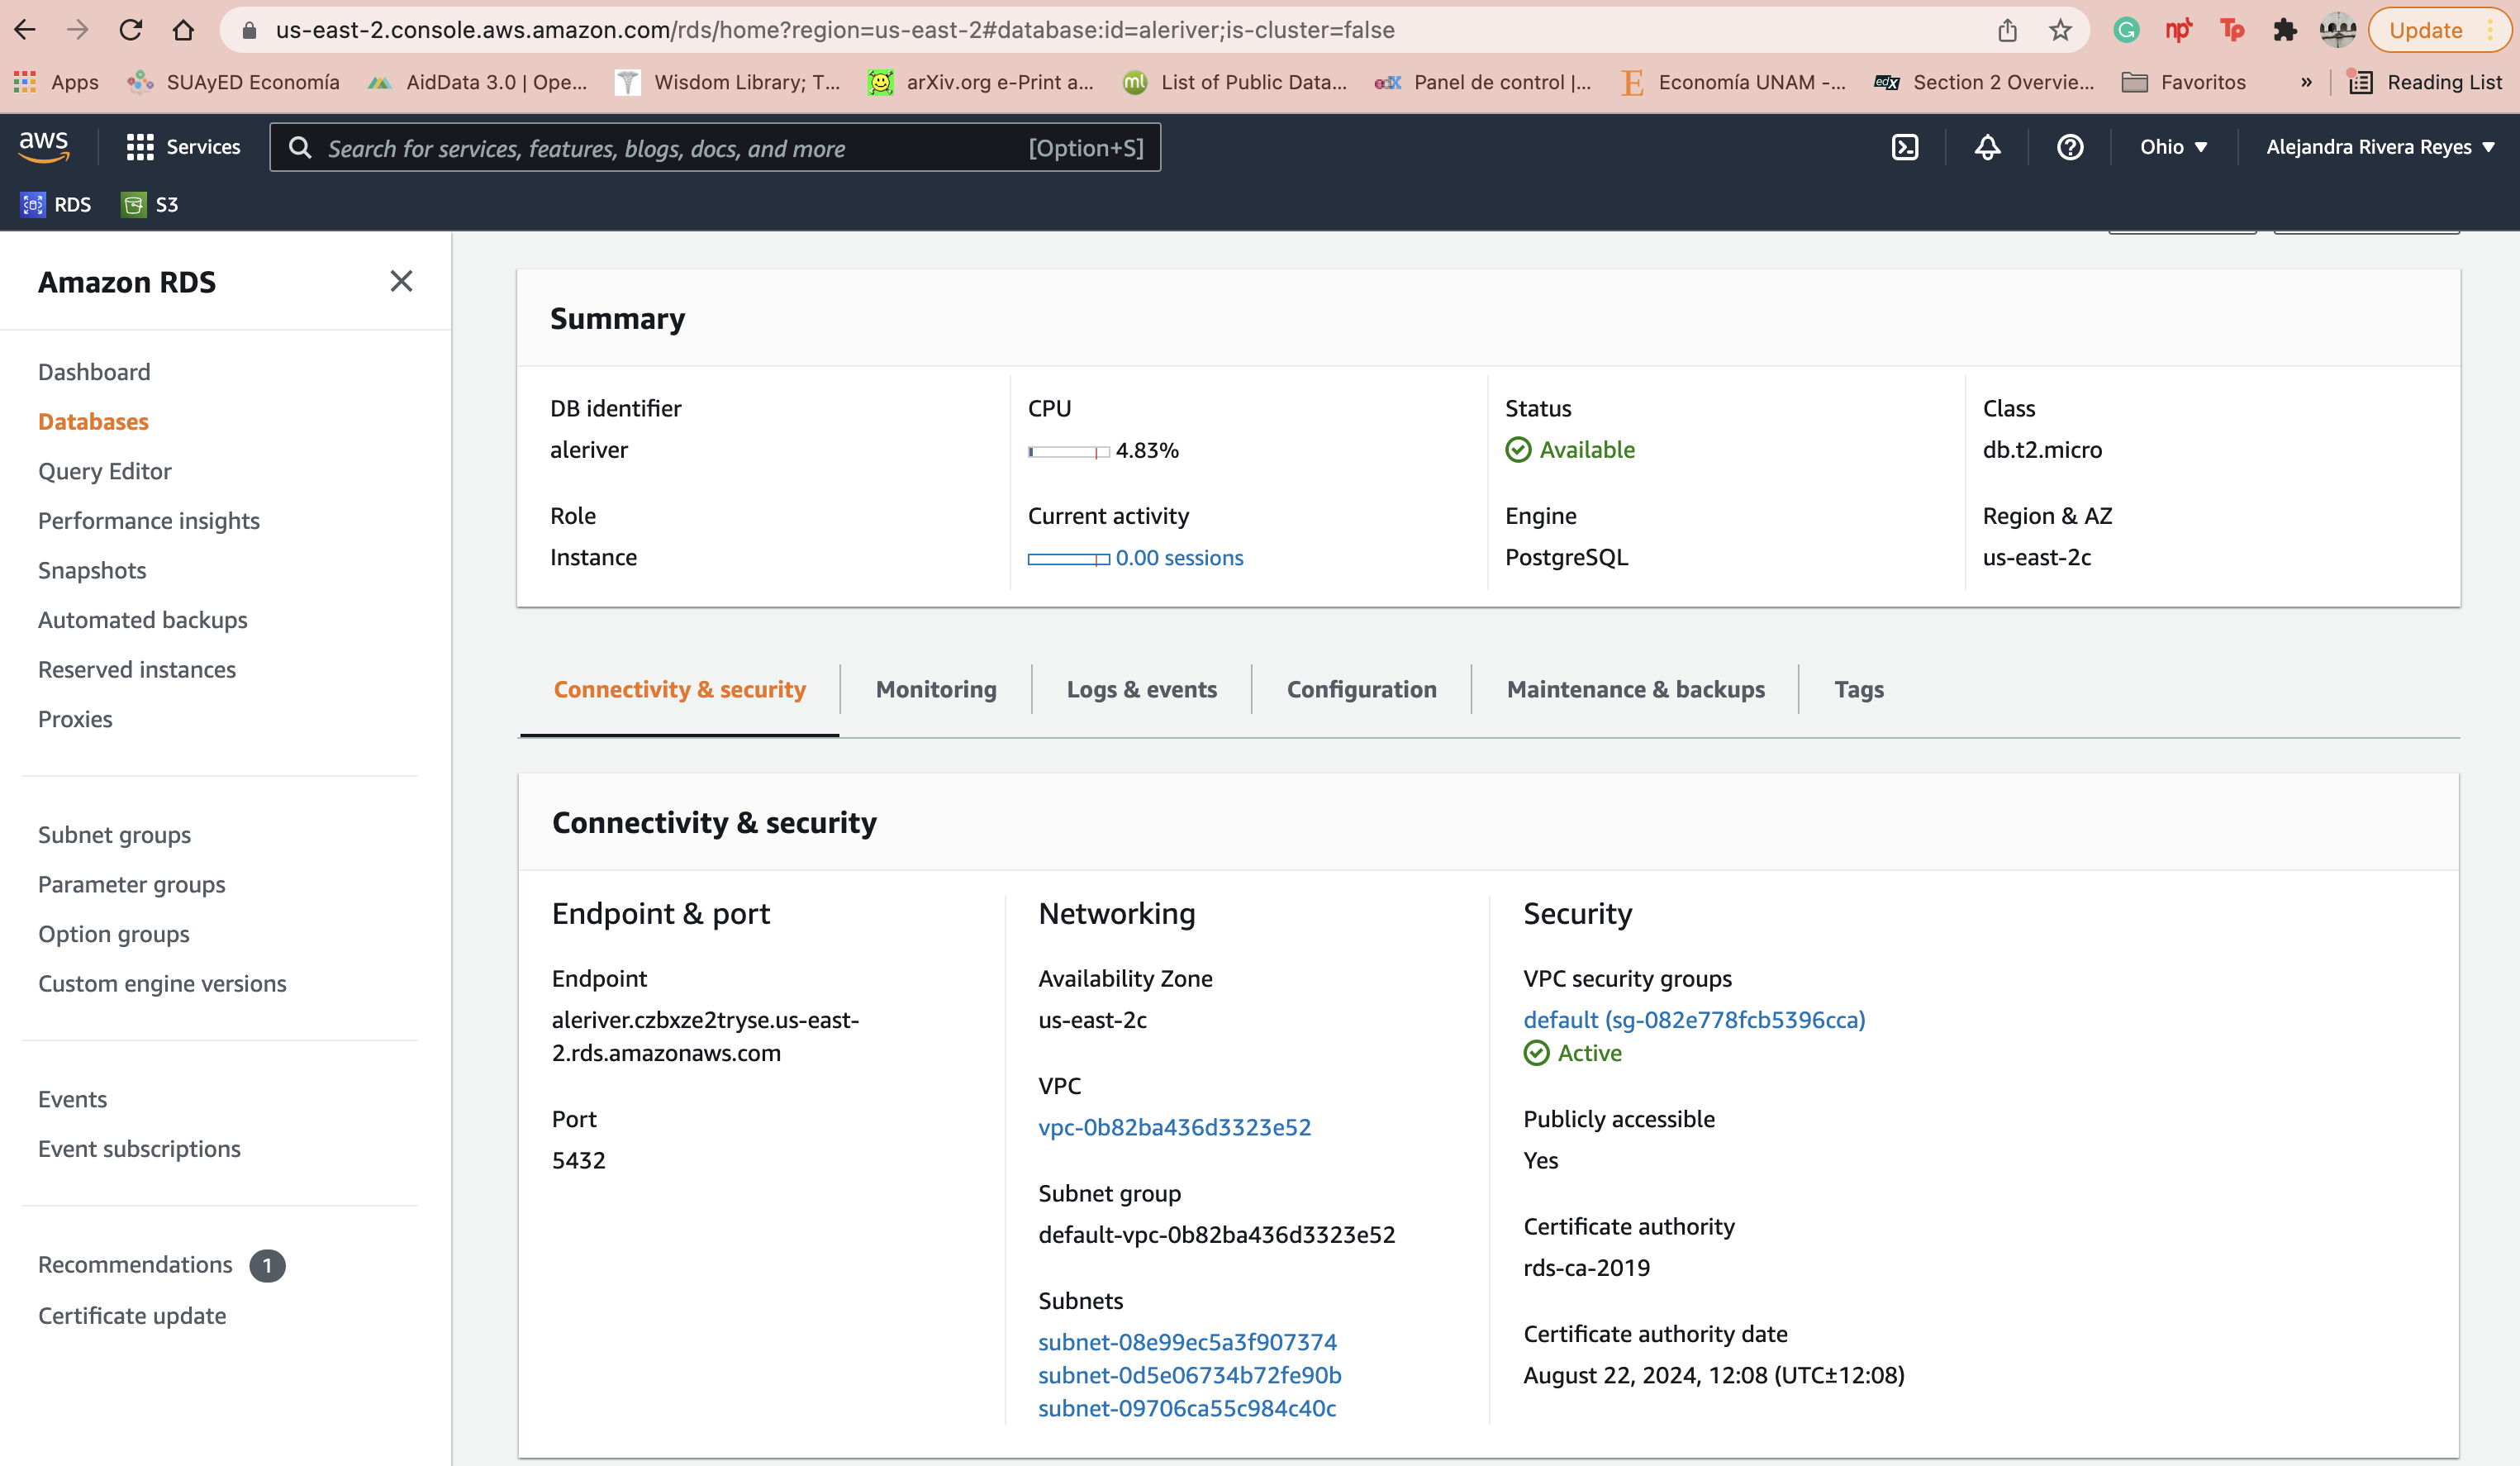 us-east-2.console.aws.amazon.com/rds/home?region=us-east-2#database:id=aleriver;is-cluster=false
Update
Apps
SUAyED Economía
AidData 3.0 | Ope...
Wisdom Library; T...
arXiv.org e-Print a...
ml
List of Public Data...
edX
Panel de control |...
E
Economía UNAM -...
edX
Section 2 Overvie...
Favoritos
»
Reading List
aws
Services
Search for services, features, blogs, docs, and more
[Option+S]
Ohio
Alejandra Rivera Reyes
RDS
S3
Amazon RDS
Dashboard
Databases
Query Editor
Performance insights
Snapshots
Automated backups
Reserved instances
Proxies
Subnet groups
Parameter groups
Option groups
Custom engine versions
Events
Event subscriptions
Recommendations 1
Certificate update
Summary
DB identifier
aleriver
CPU
4.83%
Status
Available
Class
db.t2.micro
Role
Instance
Current activity
0.00 sessions
Engine
PostgreSQL
Region & AZ
us-east-2c
Connectivity & security
Monitoring
Logs & events
Configuration
Maintenance & backups
Tags
Connectivity & security
Endpoint & port
Endpoint
aleriver.czbxze2tryse.us-east-
2.rds.amazonaws.com
Port
5432
Networking
Availability Zone
us-east-2c
VPC
vpc-0b82ba436d3323e52
Subnet group
default-vpc-0b82ba436d3323e52
Subnets
subnet-08e99ec5a3f907374
subnet-0d5e06734b72fe90b
subnet-09706ca55c984c40c
Security
VPC security groups
default (sg-082e778fcb5396cca)
Active
Publicly accessible
Yes
Certificate authority
rds-ca-2019
Certificate authority date
August 22, 2024, 12:08 (UTC±12:08)